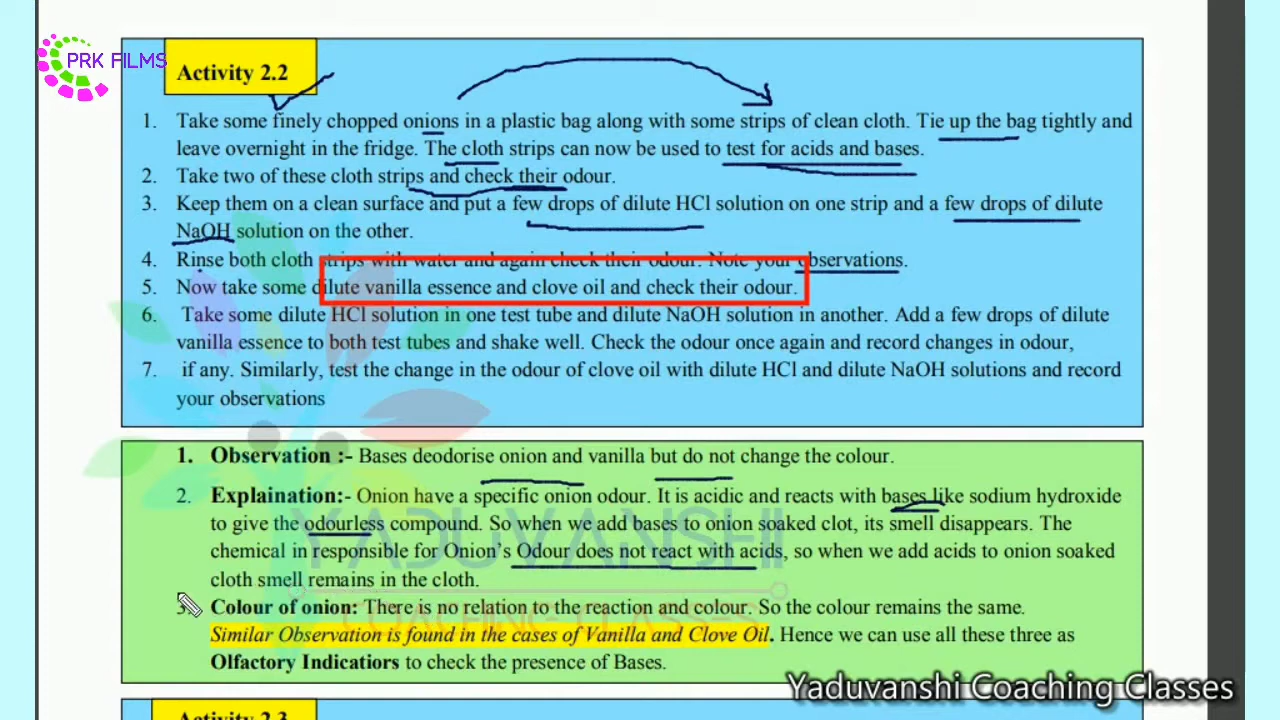 PRK FILMS
Activity 2.2
1. Take some finely chopped onions in a plastic bag along with some strips of clean cloth. Tie up the bag tightly and
leave overnight in the fridge. The cloth strips can now be used to test for acids and bases.
2. Take two of these cloth strips and check their odour.
3. Keep them on a clean surface and put a few drops of dilute HCl solution on one strip and a few drops of dilute
NaOH solution on the other.
4. Rinse both cloth strips with water and again check their odour. Note your observations.
5. Now take some dilute vanilla essence and clove oil and check their odour.
6. Take some dilute HCl solution in one test tube and dilute NaOH solution in another. Add a few drops of dilute
vanilla essence to both test tubes and shake well. Check the odour once again and record changes in odour,
7. if any. Similarly, test the change in the odour of clove oil with dilute HCl and dilute NaOH solutions and record
your observations
1. Observation :- Bases deodorise onion and vanilla but do not change the colour.
2. Explaination:- Onion have a specific onion odour. It is acidic and reacts with bases like sodium hydroxide
to give the odourless compound. So when we add bases to onion soaked clot, its smell disappears. The
chemical in responsible for Onion's Odour does not react with acids, so when we add acids to onion soaked
cloth smell remains in the cloth.
3. Colour of onion: There is no relation to the reaction and colour. So the colour remains the same.
Similar Observation is found in the cases of Vanilla and Clove Oil. Hence we can use all these three as
Olfactory Indicatiors to check the presence of Bases.
YADUVANSHI
COACHING CLASSES
Yaduvanshi Coaching Classes
Activity 2.3